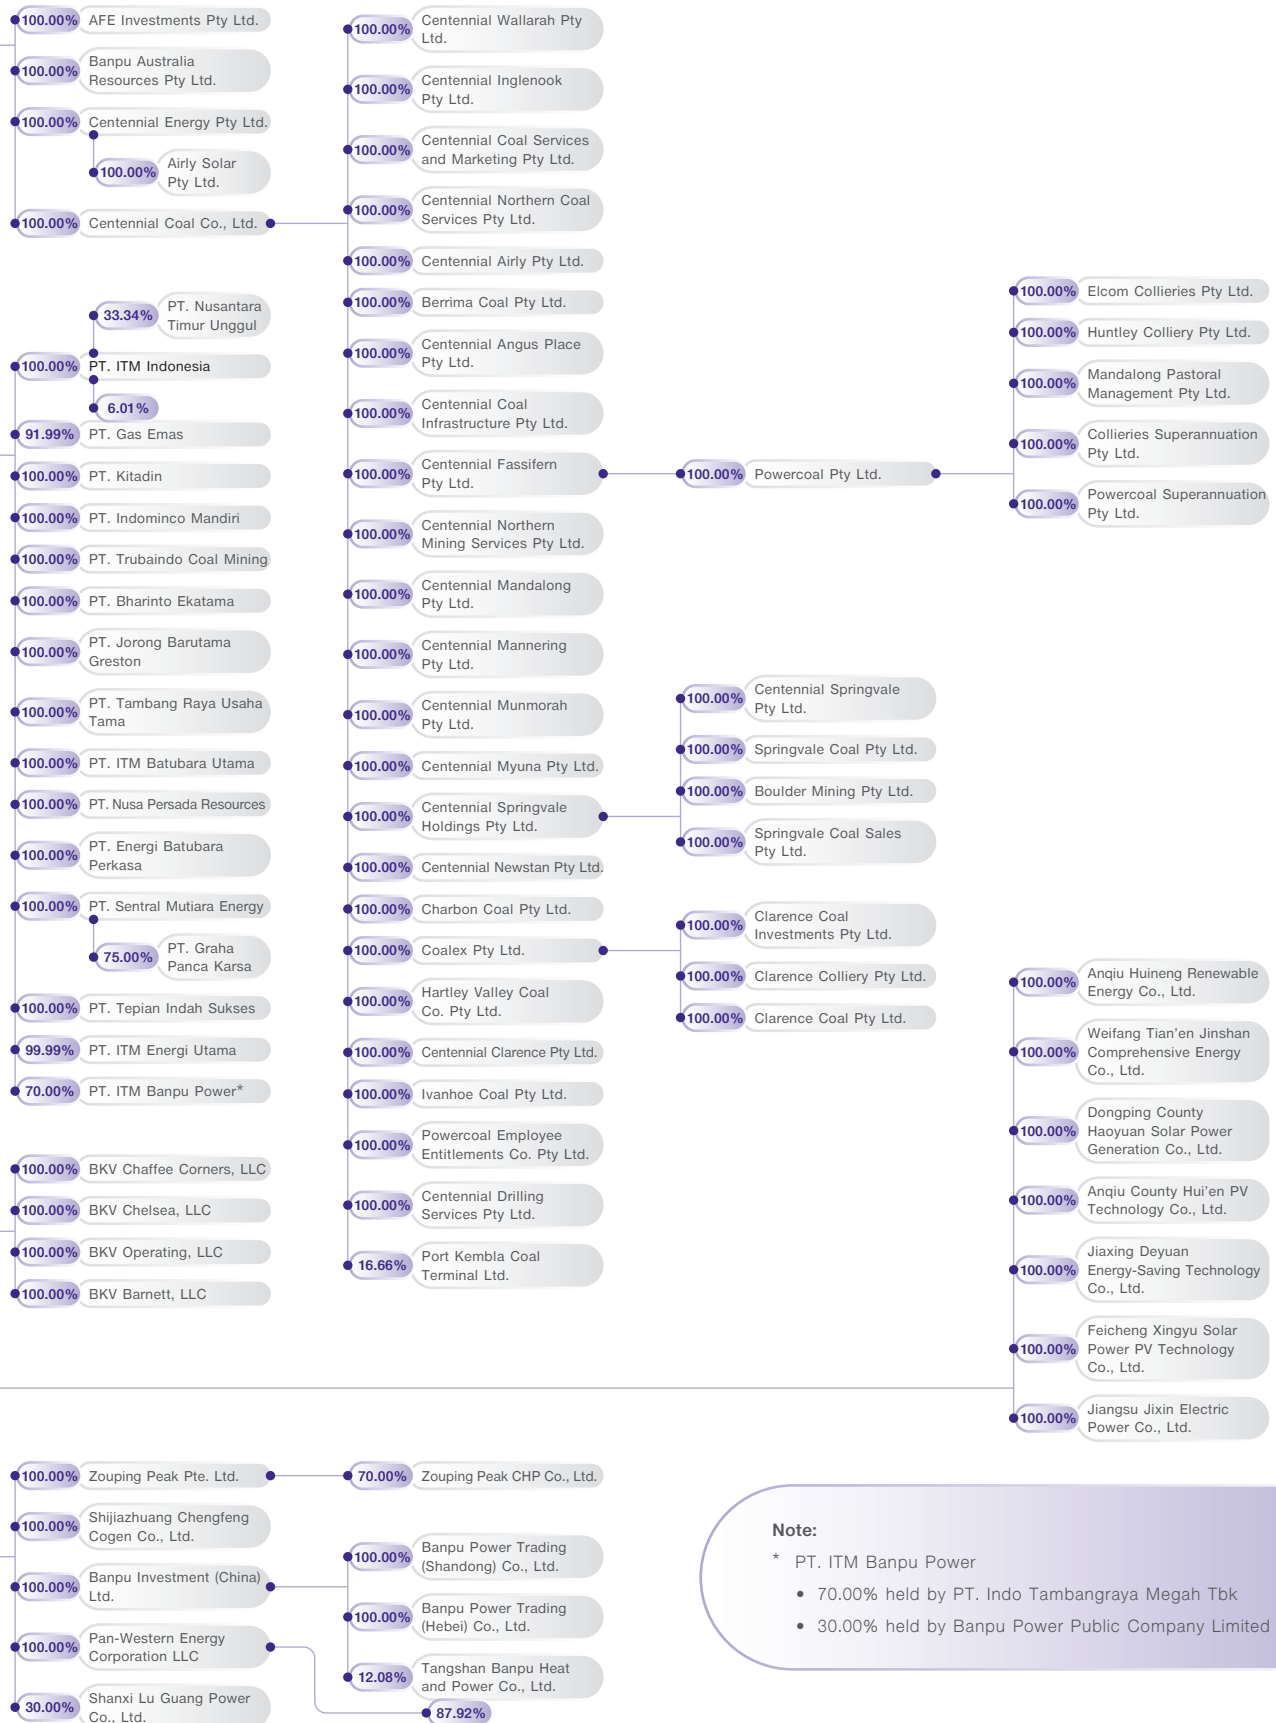 100.00% AFE Investments Pty Ltd.
100.00% Banpu Australia
Resources Pty Ltd.
100.00% Centennial Energy Pty Ltd.
100.00% Airly Solar
Pty Ltd.
100.00% Centennial Coal Co., Ltd.
33.34% PT. Nusantara
Timur Unggul
100.00% PT. ITM Indonesia
6.01%
91.99% PT. Gas Emas
100.00% PT. Kitadin
100.00% PT. Indominco Mandiri
100.00% PT. Trubaindo Coal Mining
100.00% PT. Bharinto Ekatama
100.00% PT. Jorong Barutama
Greston
100.00% PT. Tambang Raya Usaha
Tama
100.00% PT. ITM Batubara Utama
100.00% PT. Nusa Persada Resources
100.00% PT. Energi Batubara
Perkasa
100.00% PT. Sentral Mutiara Energy
75.00% PT. Graha
Panca Karsa
100.00% PT. Tepian Indah Sukses
99.99% PT. ITM Energi Utama
70.00% PT. ITM Banpu Power*
100.00% BKV Chaffee Corners, LLC
100.00% BKV Chelsea, LLC
100.00% BKV Operating, LLC
100.00% BKV Barnett, LLC
100.00% Centennial Wallarah Pty
Ltd.
100.00% Centennial Inglenook
Pty Ltd.
100.00% Centennial Coal Services
and Marketing Pty Ltd.
100.00% Centennial Northern Coal
Services Pty Ltd.
100.00% Centennial Airly Pty Ltd.
100.00% Berrima Coal Pty Ltd.
100.00% Centennial Angus Place
Pty Ltd.
100.00% Centennial Coal
Infrastructure Pty Ltd.
100.00% Centennial Fassifern
Pty Ltd.
100.00% Centennial Northern
Mining Services Pty Ltd.
100.00% Centennial Mandalong
Pty Ltd.
100.00% Centennial Mannering
Pty Ltd.
100.00% Centennial Munmorah
Pty Ltd.
100.00% Centennial Myuna Pty Ltd.
100.00% Centennial Springvale
Holdings Pty Ltd.
100.00% Centennial Newstan Pty Ltd.
100.00% Charbon Coal Pty Ltd.
100.00% Coalex Pty Ltd.
100.00% Hartley Valley Coal
Co. Pty Ltd.
100.00% Centennial Clarence Pty Ltd.
100.00% Ivanhoe Coal Pty Ltd.
100.00% Powercoal Employee
Entitlements Co. Pty Ltd.
100.00% Centennial Drilling
Services Pty Ltd.
16.66% Port Kembla Coal
Terminal Ltd.
100.00% Powercoal Pty Ltd.
100.00% Elcom Collieries Pty Ltd.
100.00% Huntley Colliery Pty Ltd.
100.00% Mandalong Pastoral
Management Pty Ltd.
100.00% Collieries Superannuation
Pty Ltd.
100.00% Powercoal Superannuation
Pty Ltd.
100.00% Centennial Springvale
Pty Ltd.
100.00% Springvale Coal Pty Ltd.
100.00% Boulder Mining Pty Ltd.
100.00% Springvale Coal Sales
Pty Ltd.
100.00% Clarence Coal
Investments Pty Ltd.
100.00% Clarence Colliery Pty Ltd.
100.00% Clarence Coal Pty Ltd.
100.00% Anqiu Huineng Renewable
Energy Co., Ltd.
100.00% Weifang Tian'en Jinshan
Comprehensive Energy
Co., Ltd.
100.00% Dongping County
Haoyuan Solar Power
Generation Co., Ltd.
100.00% Anqiu County Hui'en PV
Technology Co., Ltd.
100.00% Jiaxing Deyuan
Energy-Saving Technology
Co., Ltd.
100.00% Feicheng Xingyu Solar
Power PV Technology
Co., Ltd.
100.00% Jiangsu Jixin Electric
Power Co., Ltd.
100.00% Zouping Peak Pte. Ltd.
70.00% Zouping Peak CHP Co., Ltd.
100.00% Shijiazhuang Chengfeng
Cogen Co., Ltd.
100.00% Banpu Investment (China)
Ltd.
100.00% Pan-Western Energy
Corporation LLC
30.00% Shanxi Lu Guang Power
Co., Ltd.
100.00% Banpu Power Trading
(Shandong) Co., Ltd.
100.00% Banpu Power Trading
(Hebei) Co., Ltd.
12.08% Tangshan Banpu Heat
and Power Co., Ltd.
87.92%
Note:
* PT. ITM Banpu Power
• 70.00% held by PT. Indo Tambangraya Megah Tbk
• 30.00% held by Banpu Power Public Company Limited